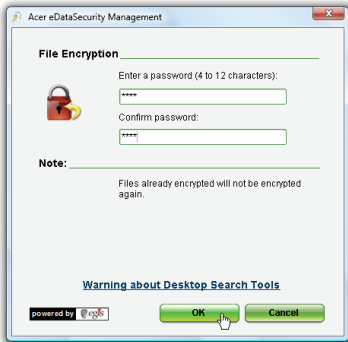 Acer eDataSecurity Management
File Encryption
Enter a password (4 to 12 characters):
****
Confirm password:
****
Note:
Files already encrypted will not be encrypted
again.
Warning about Desktop Search Tools
powered by egis
OK
Cancel